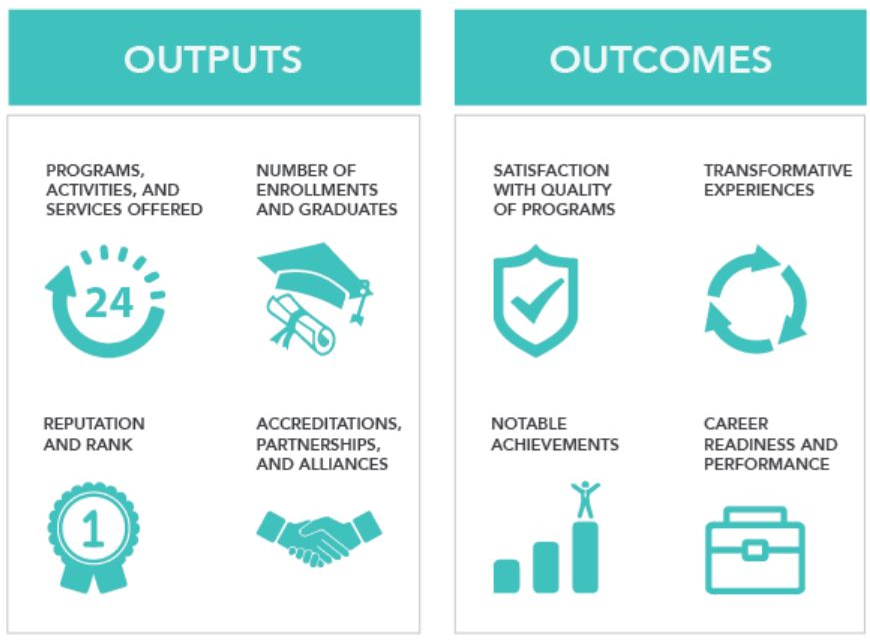 OUTPUTS
PROGRAMS,
ACTIVITIES, AND
SERVICES OFFERED
24
NUMBER OF
ENROLLMENTS
AND GRADUATES
REPUTATION
AND RANK
1
ACCREDITATIONS,
PARTNERSHIPS,
AND ALLIANCES
OUTCOMES
SATISFACTION
WITH QUALITY
OF PROGRAMS
TRANSFORMATIVE
EXPERIENCES
NOTABLE
ACHIEVEMENTS
CAREER
READINESS AND
PERFORMANCE